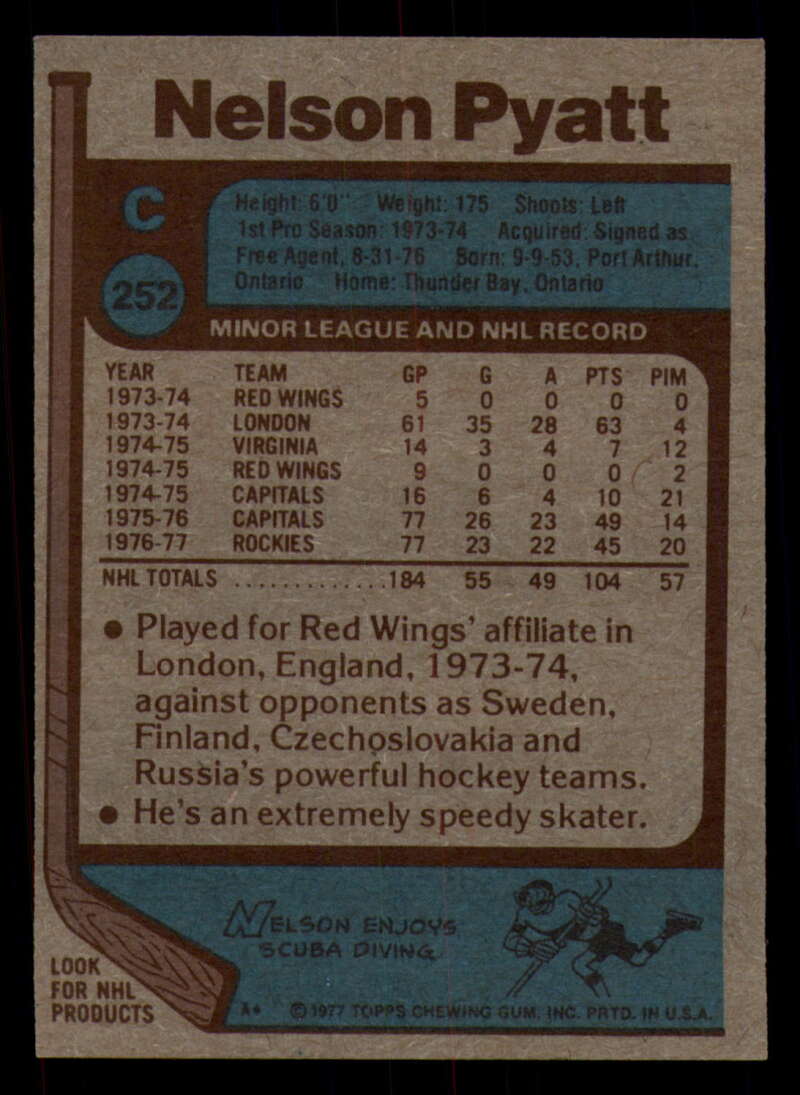 Nelson Pyatt
C
252
Height: 6'0" Weight: 175 Shoots: Left
1st Pro Season: 1973-74 Acquired: Signed as
Free Agent, 8-31-76 Born: 9-9-53, Port Arthur,
Ontario Home: Thunder Bay, Ontario
MINOR LEAGUE AND NHL RECORD
YEAR TEAM GP G A PTS PIM
1973-74 RED WINGS 5 0 0 0 0
1973-74 LONDON 61 35 28 63 4
1974-75 VIRGINIA 14 3 4 7 12
1974-75 RED WINGS 9 0 0 0 2
1974-75 CAPITALS 16 6 4 10 21
1975-76 CAPITALS 77 26 23 49 14
1976-77 ROCKIES 77 23 22 45 20
NHL TOTALS ..............184 55 49 104 57
● Played for Red Wings' affiliate in
London, England, 1973-74,
against opponents as Sweden,
Finland, Czechoslovakia and
Russia's powerful hockey teams.
● He's an extremely speedy skater.
NELSON ENJOYS
SCUBA DIVING.
LOOK
FOR NHL
PRODUCTS
A* © 1977 TOPPS CHEWING GUM, INC. PRTD. IN U.S.A.